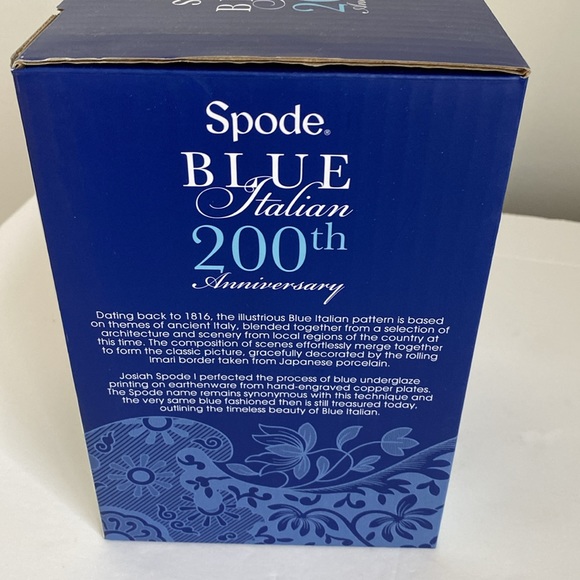 Spode®
BLUE
Italian
200th
Anniversary
Dating back to 1816, the illustrious Blue Italian pattern is based
on themes of ancient Italy, blended together from a selection of
architecture and scenery from local regions of the country at
this time. The composition of scenes effortlessly merge together
to form the classic picture, gracefully decorated by the rolling
Imari border taken from Japanese porcelain.
Josiah Spode I perfected the process of blue underglaze
printing on earthenware from hand-engraved copper plates.
The Spode name remains synonymous with this technique and
the very same blue fashioned then is still treasured today,
outlining the timeless beauty of Blue Italian.